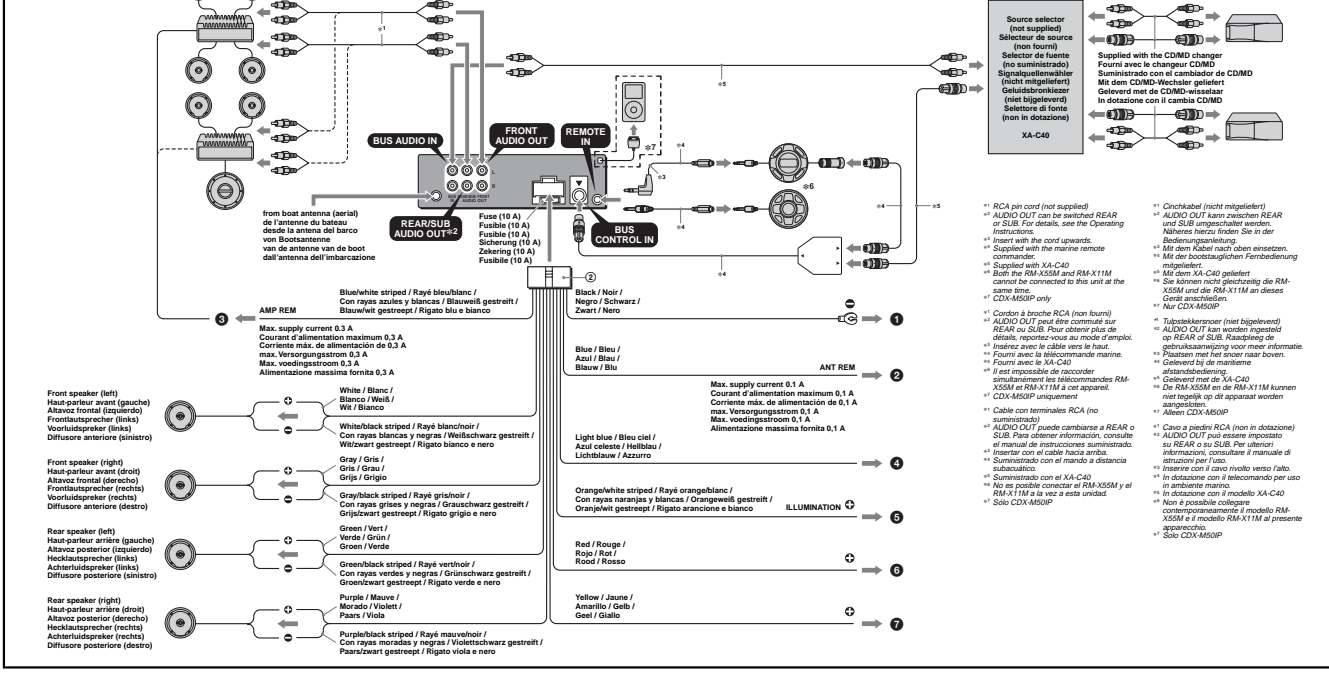 *1
*5
Source selector
(not supplied)
Sélecteur de source
(non fourni)
Selector de fuente
(no suministrado)
Signalquellenwähler
(nicht mitgeliefert)
Geluidsbronkiezer
(niet bijgeleverd)
Selettore di fonte
(non in dotazione)
XA-C40
Supplied with the CD/MD changer
Fourni avec le changeur CD/MD
Suministrado con el cambiador de CD/MD
Mit dem CD/MD-Wechsler geliefert
Geleverd met de CD/MD-wisselaar
In dotazione con il cambia CD/MD
BUS AUDIO IN
FRONT
AUDIO OUT
REMOTE
IN
*7
*4
*3
*6
*4
*4
*5
*4
L
R
BUS AUDIO IN
REAR/SUB FRONT
AUDIO OUT
REAR/SUB
AUDIO OUT*2
BUS
CONTROL IN
from boat antenna (aerial)
de l'antenne du bateau
desde la antena del barco
von Bootsantenne
van de antenne van de boot
dall'antenna dell'imbarcazione
Fuse (10 A)
Fusible (10 A)
Fusible (10 A)
Sicherung (10 A)
Zekering (10 A)
Fusibile (10 A)
②
❸
AMP REM
Blue/white striped / Rayé bleu/blanc /
Con rayas azules y blancas / Blauweiß gestreift /
Blauw/wit gestreept / Rigato blu e bianco
Max. supply current 0.3 A
Courant d'alimentation maximum 0,3 A
Corriente máx. de alimentación de 0,3 A
max. Versorgungsstrom 0,3 A
Max. voedingsstroom 0,3 A
Alimentazione massima fornita 0,3 A
Black / Noir /
Negro / Schwarz /
Zwart / Nero
❶
Blue / Bleu /
Azul / Blau /
Blauw / Blu
ANT REM
❷
Max. supply current 0.1 A
Courant d'alimentation maximum 0,1 A
Corriente máx. de alimentación de 0,1 A
max. Versorgungsstrom 0,1 A
Max. voedingsstroom 0,1 A
Alimentazione massima fornita 0,1 A
Light blue / Bleu ciel /
Azul celeste / Hellblau /
Lichtblauw / Azzurro
❹
Orange/white striped / Rayé orange/blanc /
Con rayas naranjas y blancas / Orangeweiß gestreift /
Oranje/wit gestreept / Rigato arancione e bianco
ILLUMINATION
❺
Red / Rouge /
Rojo / Rot /
Rood / Rosso
❻
Yellow / Jaune /
Amarillo / Gelb /
Geel / Giallo
❼
Front speaker (left)
Haut-parleur avant (gauche)
Altavoz frontal (izquierdo)
Frontlautsprecher (links)
Voorluidspreker (links)
Diffusore anteriore (sinistro)
White / Blanc /
Blanco / Weiß /
Wit / Bianco
White/black striped / Rayé blanc/noir /
Con rayas blancas y negras / Weißschwarz gestreift /
Wit/zwart gestreept / Rigato bianco e nero
Front speaker (right)
Haut-parleur avant (droit)
Altavoz frontal (derecho)
Frontlautsprecher (rechts)
Voorluidspreker (rechts)
Diffusore anteriore (destro)
Gray / Gris /
Gris / Grau /
Grijs / Grigio
Gray/black striped / Rayé gris/noir /
Con rayas grises y negras / Grauschwarz gestreift /
Grijs/zwart gestreept / Rigato grigio e nero
Rear speaker (left)
Haut-parleur arrière (gauche)
Altavoz posterior (izquierdo)
Hecklautsprecher (links)
Achterluidspreker (links)
Diffusore posteriore (sinistro)
Green / Vert /
Verde / Grün /
Groen / Verde
Green/black striped / Rayé vert/noir /
Con rayas verdes y negras / Grünschwarz gestreift /
Groen/zwart gestreept / Rigato verde e nero
Rear speaker (right)
Haut-parleur arrière (droit)
Altavoz posterior (derecho)
Hecklautsprecher (rechts)
Achterluidspreker (rechts)
Diffusore posteriore (destro)
Purple / Mauve /
Morado / Violett /
Paars / Viola
Purple/black striped / Rayé mauve/noir /
Con rayas moradas y negras / Violettschwarz gestreift /
Paars/zwart gestreept / Rigato viola e nero
*1 RCA pin cord (not supplied)
*2 AUDIO OUT can be switched REAR
or SUB. For details, see the Operating
Instructions.
*3 Insert with the cord upwards.
*4 Supplied with the marine remote
commander.
*5 Supplied with XA-C40
*6 Both the RM-X55M and RM-X11M
cannot be connected to this unit at the
same time.
*7 CDX-M50IP only
*1 Cordon à broche RCA (non fourni)
*2 AUDIO OUT peut être commuté sur
REAR ou SUB. Pour obtenir plus de
détails, reportez-vous au mode d'emploi.
*3 Insérez avec le câble vers le haut.
*4 Fourni avec la télécommande marine.
*5 Fourni avec le XA-C40
*6 Il est impossible de raccorder
simultanément les télécommandes RM-
X55M et RM-X11M à cet appareil.
*7 CDX-M50IP uniquement
*1 Cable con terminales RCA (no
suministrado)
*2 AUDIO OUT puede cambiarse a REAR o
SUB. Para obtener información, consulte
el manual de instrucciones suministrado.
*3 Insertar con el cable hacia arriba.
*4 Suministrado con el mando a distancia
subacuático.
*5 Suministrado con el XA-C40
*6 No es posible conectar el RM-X55M y el
RM-X11M a la vez a esta unidad.
*7 Sólo CDX-M50IP
*1 Cinchkabel (nicht mitgeliefert)
*2 AUDIO OUT kann zwischen REAR
und SUB umgeschaltet werden.
Näheres hierzu finden Sie in der
Bedienungsanleitung.
*3 Mit dem Kabel nach oben einsetzen.
*4 Mit der bootstauglichen Fernbedienung
mitgeliefert.
*5 Mit dem XA-C40 geliefert
*6 Sie können nicht gleichzeitig die RM-
X55M und die RM-X11M an dieses
Gerät anschließen.
*7 Nur CDX-M50IP
*1 Tulpstekkersnoer (niet bijgeleverd)
*2 AUDIO OUT kan worden ingesteld
op REAR of SUB. Raadpleeg de
gebruiksaanwijzing voor meer informatie.
*3 Plaatsen met het snoer naar boven.
*4 Geleverd bij de maritieme
afstandsbediening.
*5 Geleverd met de XA-C40
*6 De RM-X55M en de RM-X11M kunnen
niet tegelijk op dit apparaat worden
aangesloten.
*7 Alleen CDX-M50IP
*1 Cavo a piedini RCA (non in dotazione)
*2 AUDIO OUT può essere impostato
su REAR o su SUB. Per ulteriori
informazioni, consultare il manuale di
istruzioni per l'uso.
*3 Inserire con il cavo rivolto verso l'alto.
*4 In dotazione con il telecomando per uso
in ambiente marino.
*5 In dotazione con il modello XA-C40
*6 Non è possibile collegare
contemporaneamente il modello RM-
X55M e il modello RM-X11M al presente
apparecchio.
*7 Solo CDX-M50IP